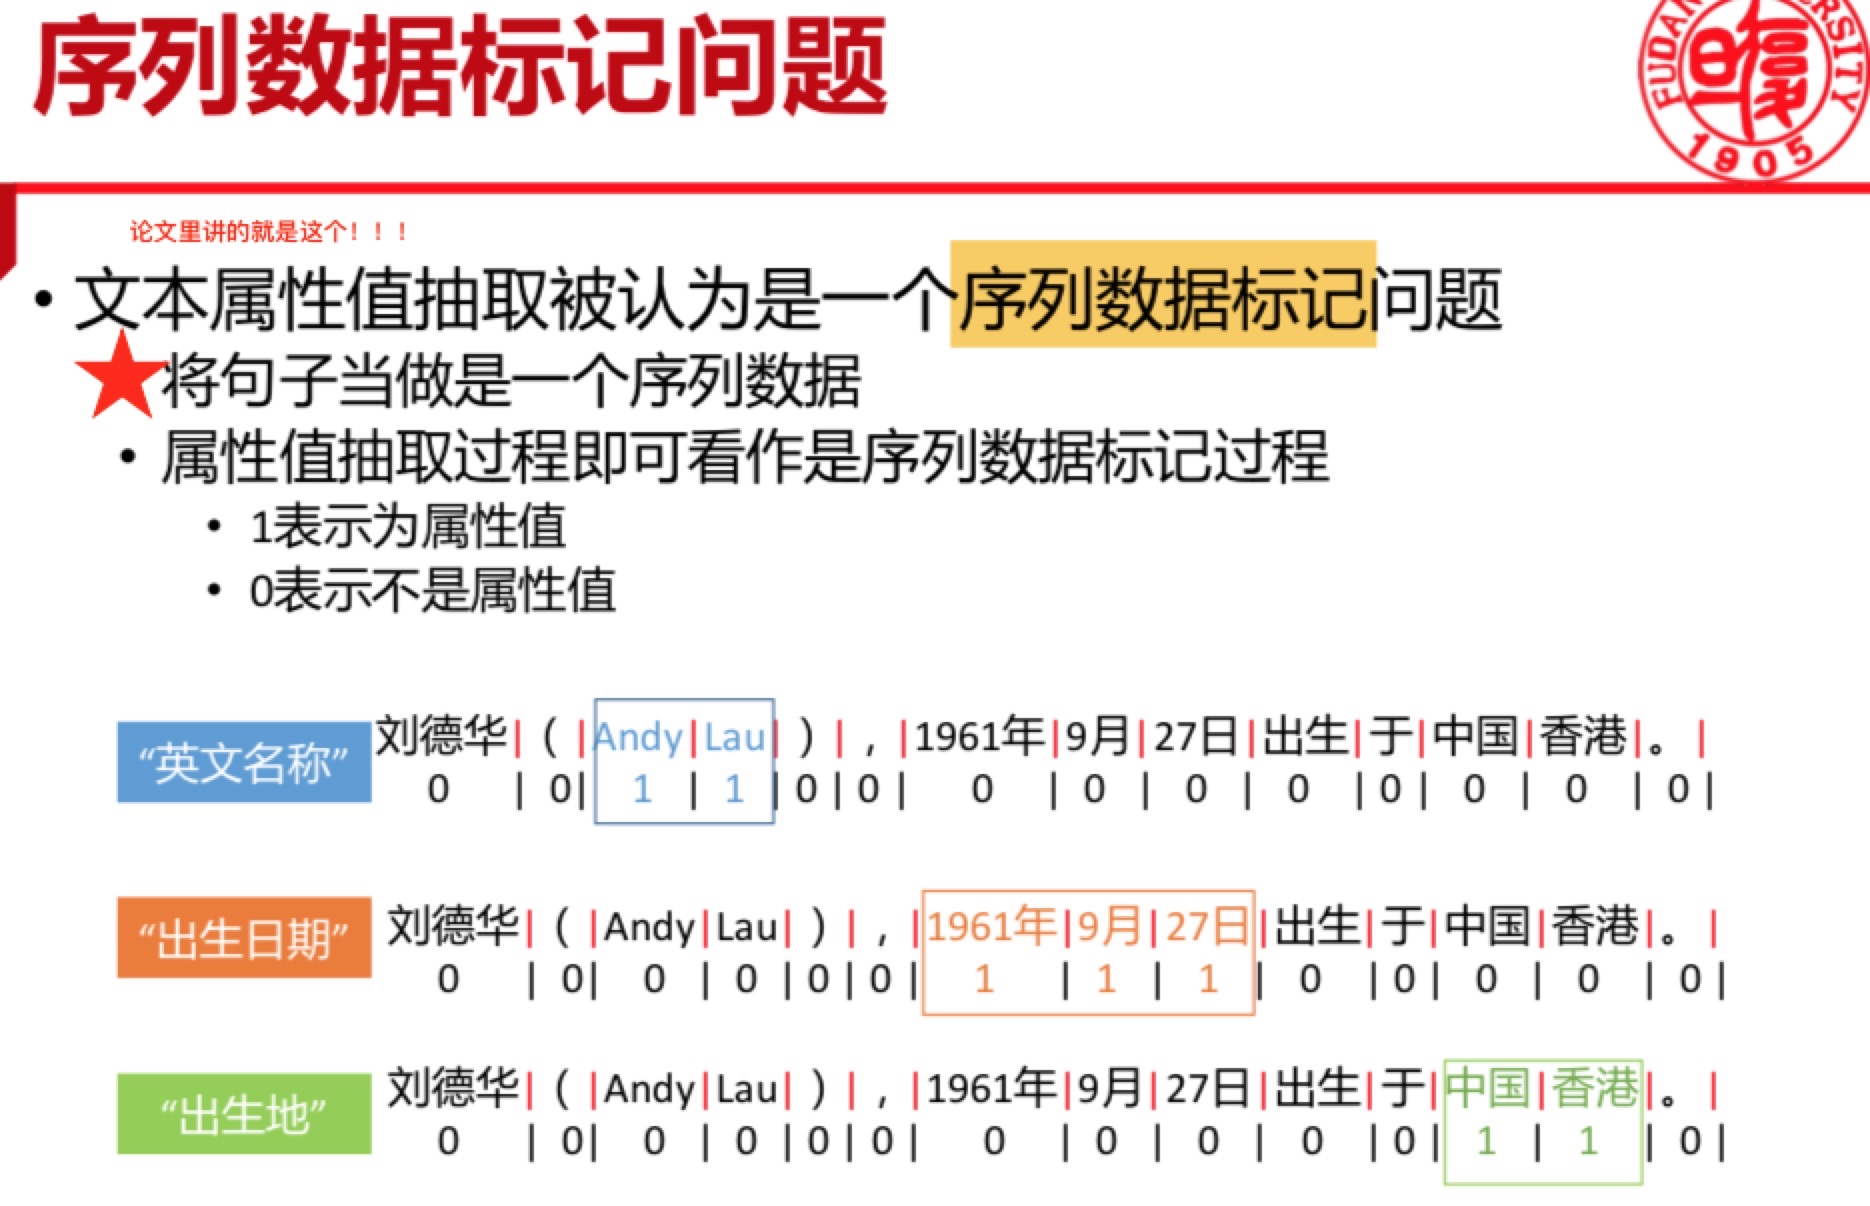 序列数据标记问题
FUDAN
1905
论文里讲的就是这个！！！
• 文本属性值抽取被认为是一个序列数据标记问题
将句子当做是一个序列数据
• 属性值抽取过程即可看作是序列数据标记过程
• 1表示为属性值
• 0表示不是属性值
“英文名称” 刘德华|（|Andy|Lau|）|，|1961年|9月|27日|出生|于|中国|香港|。|
0 | 0| 1 | 1 |0|0| 0 | 0 | 0 | 0 |0| 0 | 0 | 0|
“出生日期” 刘德华|（|Andy|Lau|）|，|1961年|9月|27日|出生|于|中国|香港|。|
0 | 0| 0 | 0 |0|0| 1 | 1 | 1 | 0 |0| 0 | 0 | 0|
“出生地” 刘德华|（|Andy|Lau|）|，|1961年|9月|27日|出生|于|中国|香港|。|
0 | 0| 0 | 0 |0|0| 0 | 0 | 0 | 0 |0| 1 | 1 | 0|